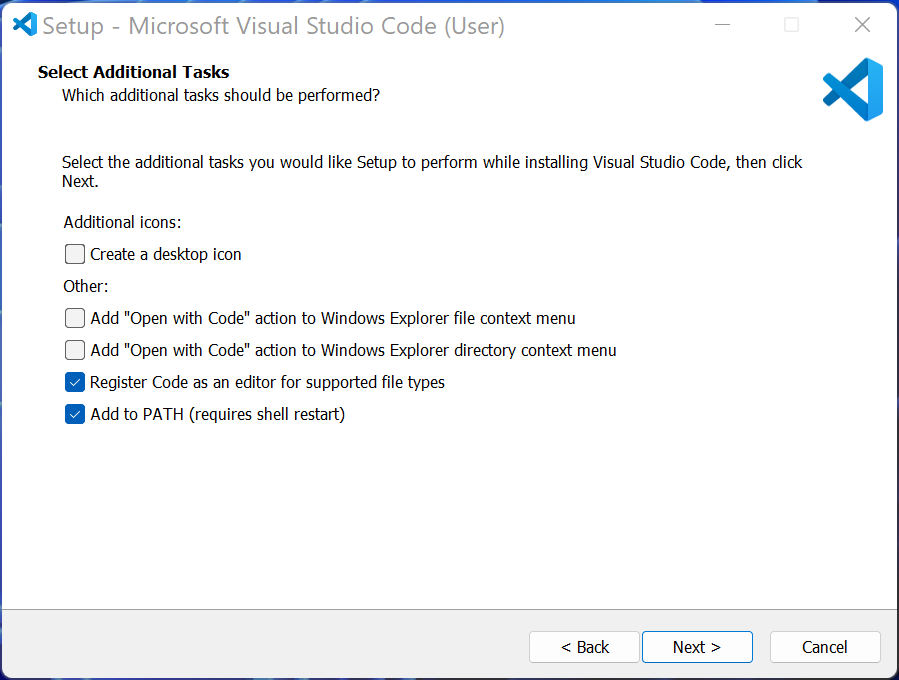 Setup - Microsoft Visual Studio Code (User)
Select Additional Tasks
Which additional tasks should be performed?
Select the additional tasks you would like Setup to perform while installing Visual Studio Code, then click
Next.
Additional icons:
Create a desktop icon
Other:
Add "Open with Code" action to Windows Explorer file context menu
Add "Open with Code" action to Windows Explorer directory context menu
Register Code as an editor for supported file types
Add to PATH (requires shell restart)
< Back Next > Cancel